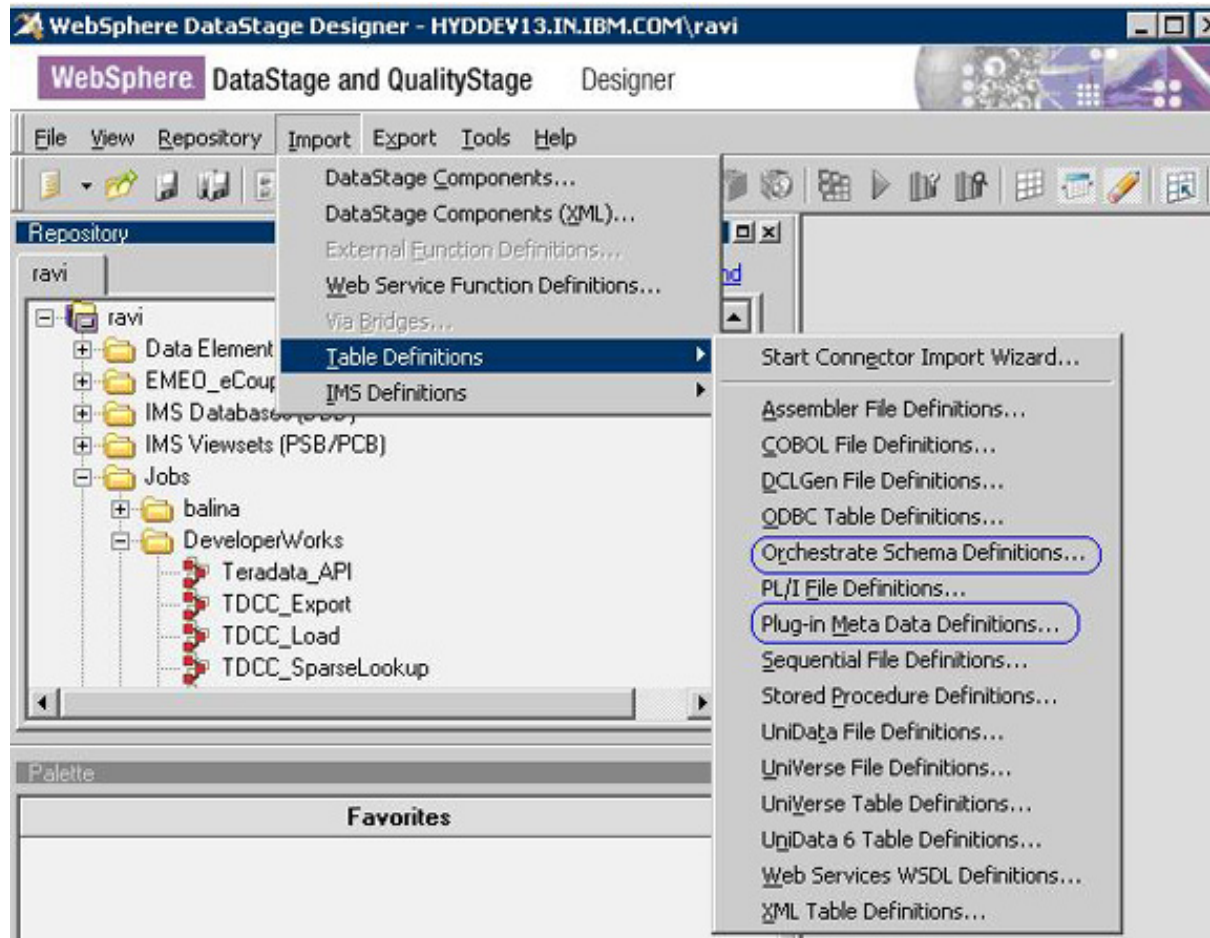 WebSphere DataStage Designer - HYDDEV13.IN.IBM.COM\ravi
WebSphere DataStage and QualityStage Designer
File View Repository Import Export Tools Help
DataStage Components...
DataStage Components (XML)...
External Function Definitions...
Web Service Function Definitions...
Via Bridges...
Table Definitions
IMS Definitions
Repository
ravi
ravi
Data Element
EMEO_eCoup
IMS Databases (DBD)
IMS Viewsets (PSB/PCB)
Jobs
balina
DeveloperWorks
Teradata_API
TDCC_Export
TDCC_Load
TDCC_SparseLookup
Start Connector Import Wizard...
Assembler File Definitions...
COBOL File Definitions...
DCLGen File Definitions...
ODBC Table Definitions...
Orchestrate Schema Definitions...
PL/I File Definitions...
Plug-in Meta Data Definitions...
Sequential File Definitions...
Stored Procedure Definitions...
UniData File Definitions...
UniVerse File Definitions...
UniVerse Table Definitions...
UniData 6 Table Definitions...
Web Services WSDL Definitions...
XML Table Definitions...
Palette
Favorites